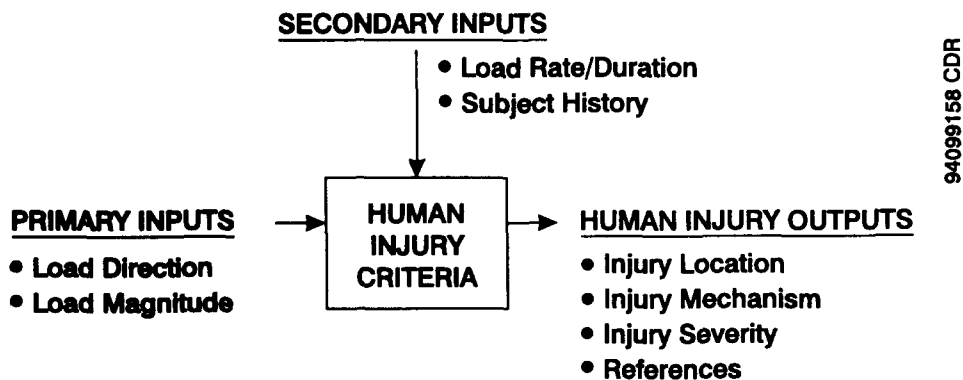 SECONDARY INPUTS
• Load Rate/Duration
• Subject History
PRIMARY INPUTS
• Load Direction
• Load Magnitude
HUMAN
INJURY
CRITERIA
HUMAN INJURY OUTPUTS
• Injury Location
• Injury Mechanism
• Injury Severity
• References
94099158 CDR